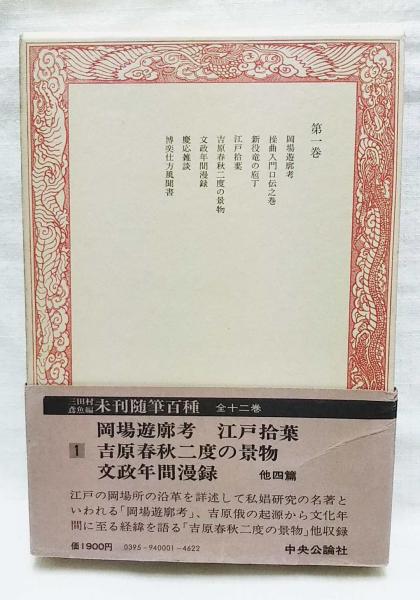 第一巻
岡場遊廓考
操曲入門口伝之巻
新役竜の庖丁
江戸拾葉
吉原春秋二度の景物
文政年間漫録
慶応雑談
博奕仕方風聞書
三田村鳶魚編 未刊随筆百種 全十二巻
1
岡場遊廓考 江戸拾葉
吉原春秋二度の景物
文政年間漫録 他四篇
江戸の岡場所の沿革を詳述して私娼研究の名著と
いわれる「岡場遊廓考」、吉原俄の起源から文化年
間に至る経緯を語る「吉原春秋二度の景物」他収録
価1900円 0395-940001-4622 中央公論社